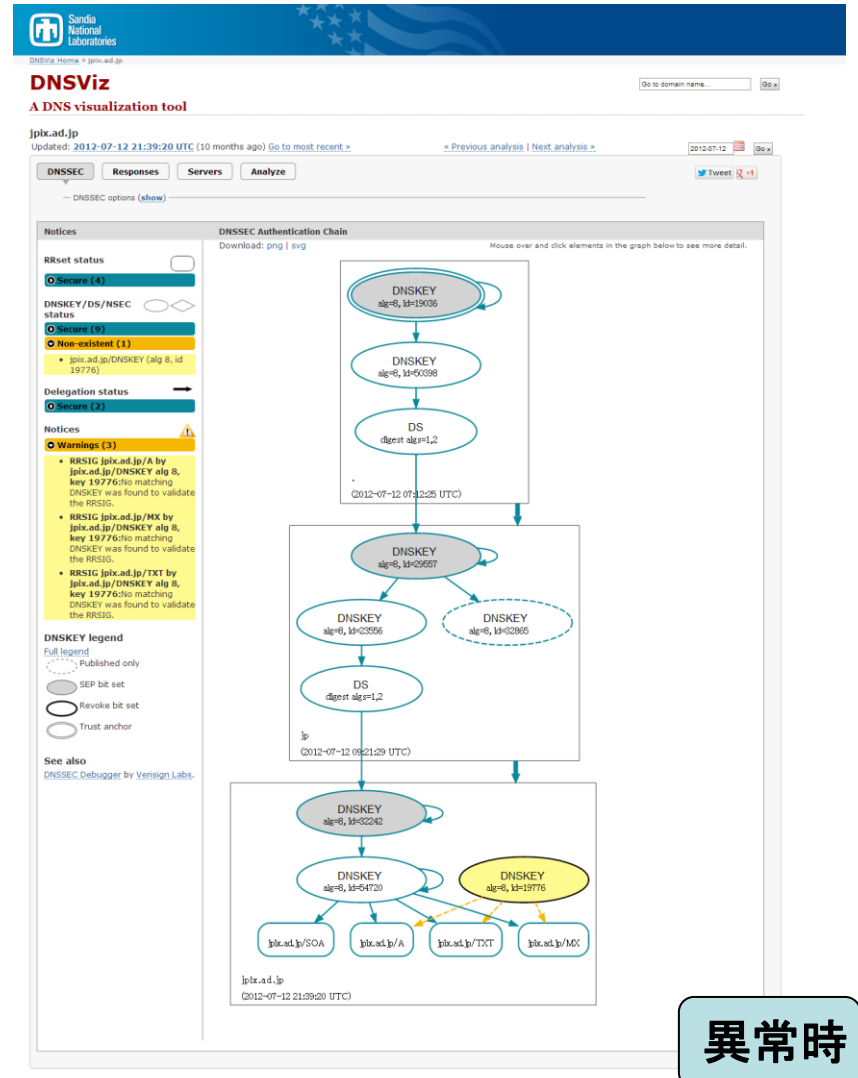 Sandia
National
Laboratories
DNSViz Home » jpix.ad.jp
DNSViz
Go to domain name...
Go »
A DNS visualization tool
jpix.ad.jp
Updated: 2012-07-12 21:39:20 UTC (10 months ago) Go to most recent »
« Previous analysis | Next analysis »
2012-07-12
Go »
DNSSEC
Responses
Servers
Analyze
Tweet
+1
DNSSEC options (show)
Notices
DNSSEC Authentication Chain
Download: png | svg
Mouse over and click elements in the graph below to see more detail.
RRset status
Secure (4)
DNSKEY/DS/NSEC
status
Secure (9)
Non-existent (1)
• jpix.ad.jp/DNSKEY (alg 8, id
19776)
Delegation status
Secure (2)
Notices
Warnings (3)
• RRSIG jpix.ad.jp/A by
jpix.ad.jp/DNSKEY alg 8,
key 19776:No matching
DNSKEY was found to validate
the RRSIG.
• RRSIG jpix.ad.jp/MX by
jpix.ad.jp/DNSKEY alg 8,
key 19776:No matching
DNSKEY was found to validate
the RRSIG.
• RRSIG jpix.ad.jp/TXT by
jpix.ad.jp/DNSKEY alg 8,
key 19776:No matching
DNSKEY was found to validate
the RRSIG.
DNSKEY legend
Full legend
Published only
SEP bit set
Revoke bit set
Trust anchor
See also
DNSSEC Debugger by Verisign Labs.
DNSKEY
alg=8, id=19036
DNSKEY
alg=8, id=50398
DS
digest algs=1,2
.
(2012-07-12 07:12:25 UTC)
DNSKEY
alg=8, id=29557
DNSKEY
alg=8, id=23556
DNSKEY
alg=8, id=32865
DS
digest algs=1,2
jp
(2012-07-12 09:21:29 UTC)
DNSKEY
alg=8, id=32242
DNSKEY
alg=8, id=54720
DNSKEY
alg=8, id=19776
jpix.ad.jp/SOA
jpix.ad.jp/A
jpix.ad.jp/TXT
jpix.ad.jp/MX
jpix.ad.jp
(2012-07-12 21:39:20 UTC)
異常時